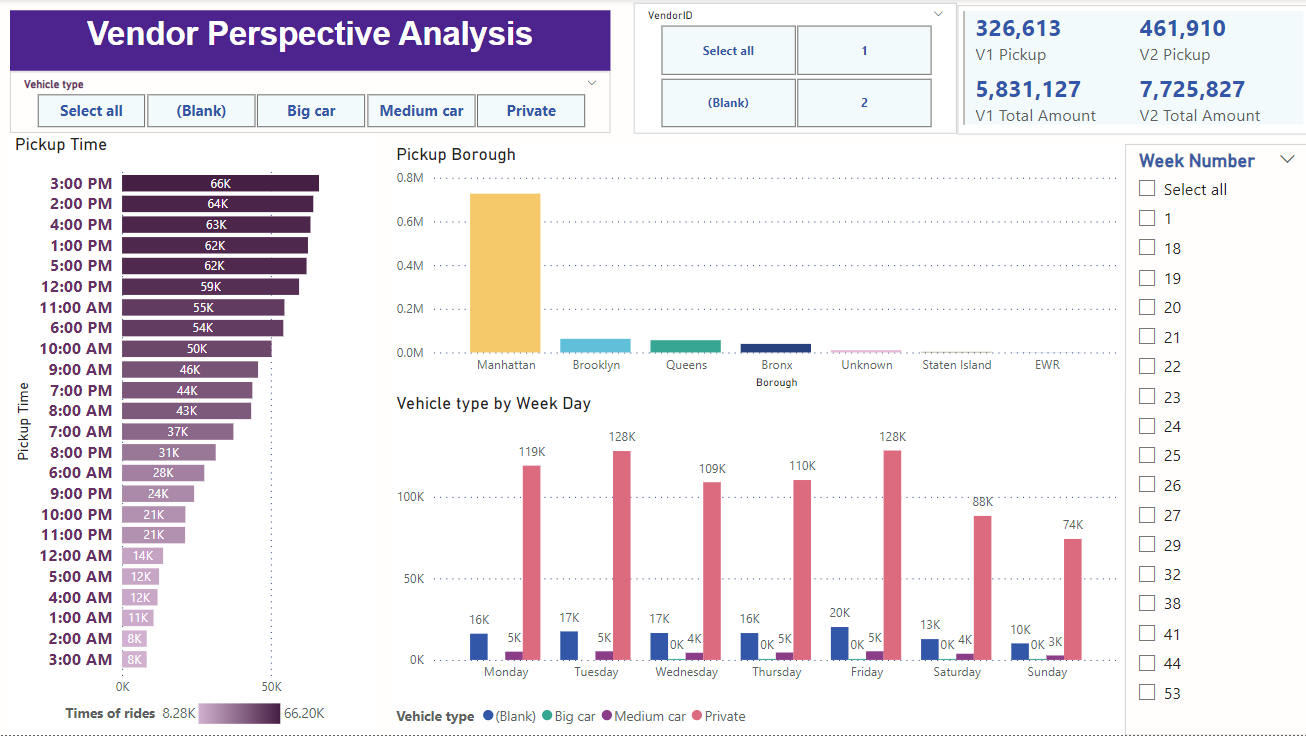 Vendor Perspective Analysis
Vehicle type
Select all
(Blank)
Big car
Medium car
Private
VendorID
Select all
1
(Blank)
2
326,613
461,910
V1 Pickup
V2 Pickup
5,831,127
7,725,827
V1 Total Amount
V2 Total Amount
Pickup Time
Pickup Time
3:00 PM 66K
2:00 PM 64K
4:00 PM 63K
1:00 PM 62K
5:00 PM 62K
12:00 PM 59K
11:00 AM 55K
6:00 PM 54K
10:00 AM 50K
9:00 AM 46K
7:00 PM 44K
8:00 AM 43K
7:00 AM 37K
8:00 PM 31K
6:00 AM 28K
9:00 PM 24K
10:00 PM 21K
11:00 PM 21K
12:00 AM 14K
5:00 AM 12K
4:00 AM 12K
1:00 AM 11K
2:00 AM 8K
3:00 AM 8K
0K 50K
Times of rides 8.28K 66.20K
Pickup Borough
0.8M
0.6M
0.4M
0.2M
0.0M
Manhattan Brooklyn Queens Bronx Unknown Staten Island EWR
Borough
Vehicle type by Week Day
100K
50K
0K
16K 5K 119K
17K 5K 128K
17K 0K 4K 109K
16K 0K 5K 110K
20K 0K 5K 128K
13K 0K 4K 88K
10K 0K 3K 74K
Monday Tuesday Wednesday Thursday Friday Saturday Sunday
Vehicle type (Blank) Big car Medium car Private
Week Number
Select all
1
18
19
20
21
22
23
24
25
26
27
29
32
38
41
44
53